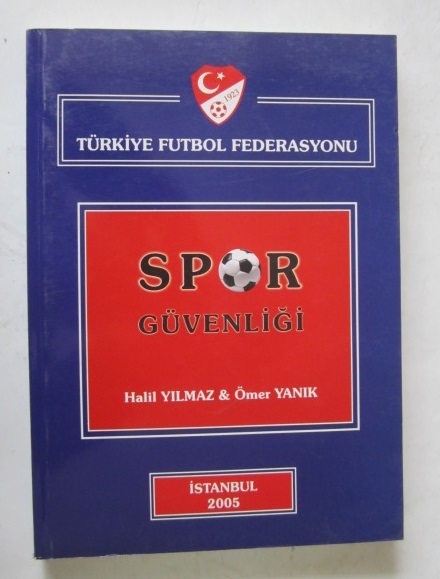 1923
TÜRKİYE FUTBOL FEDERASYONU
SPOR
GÜVENLİĞİ
Halil YILMAZ & Ömer YANIK
İSTANBUL
2005